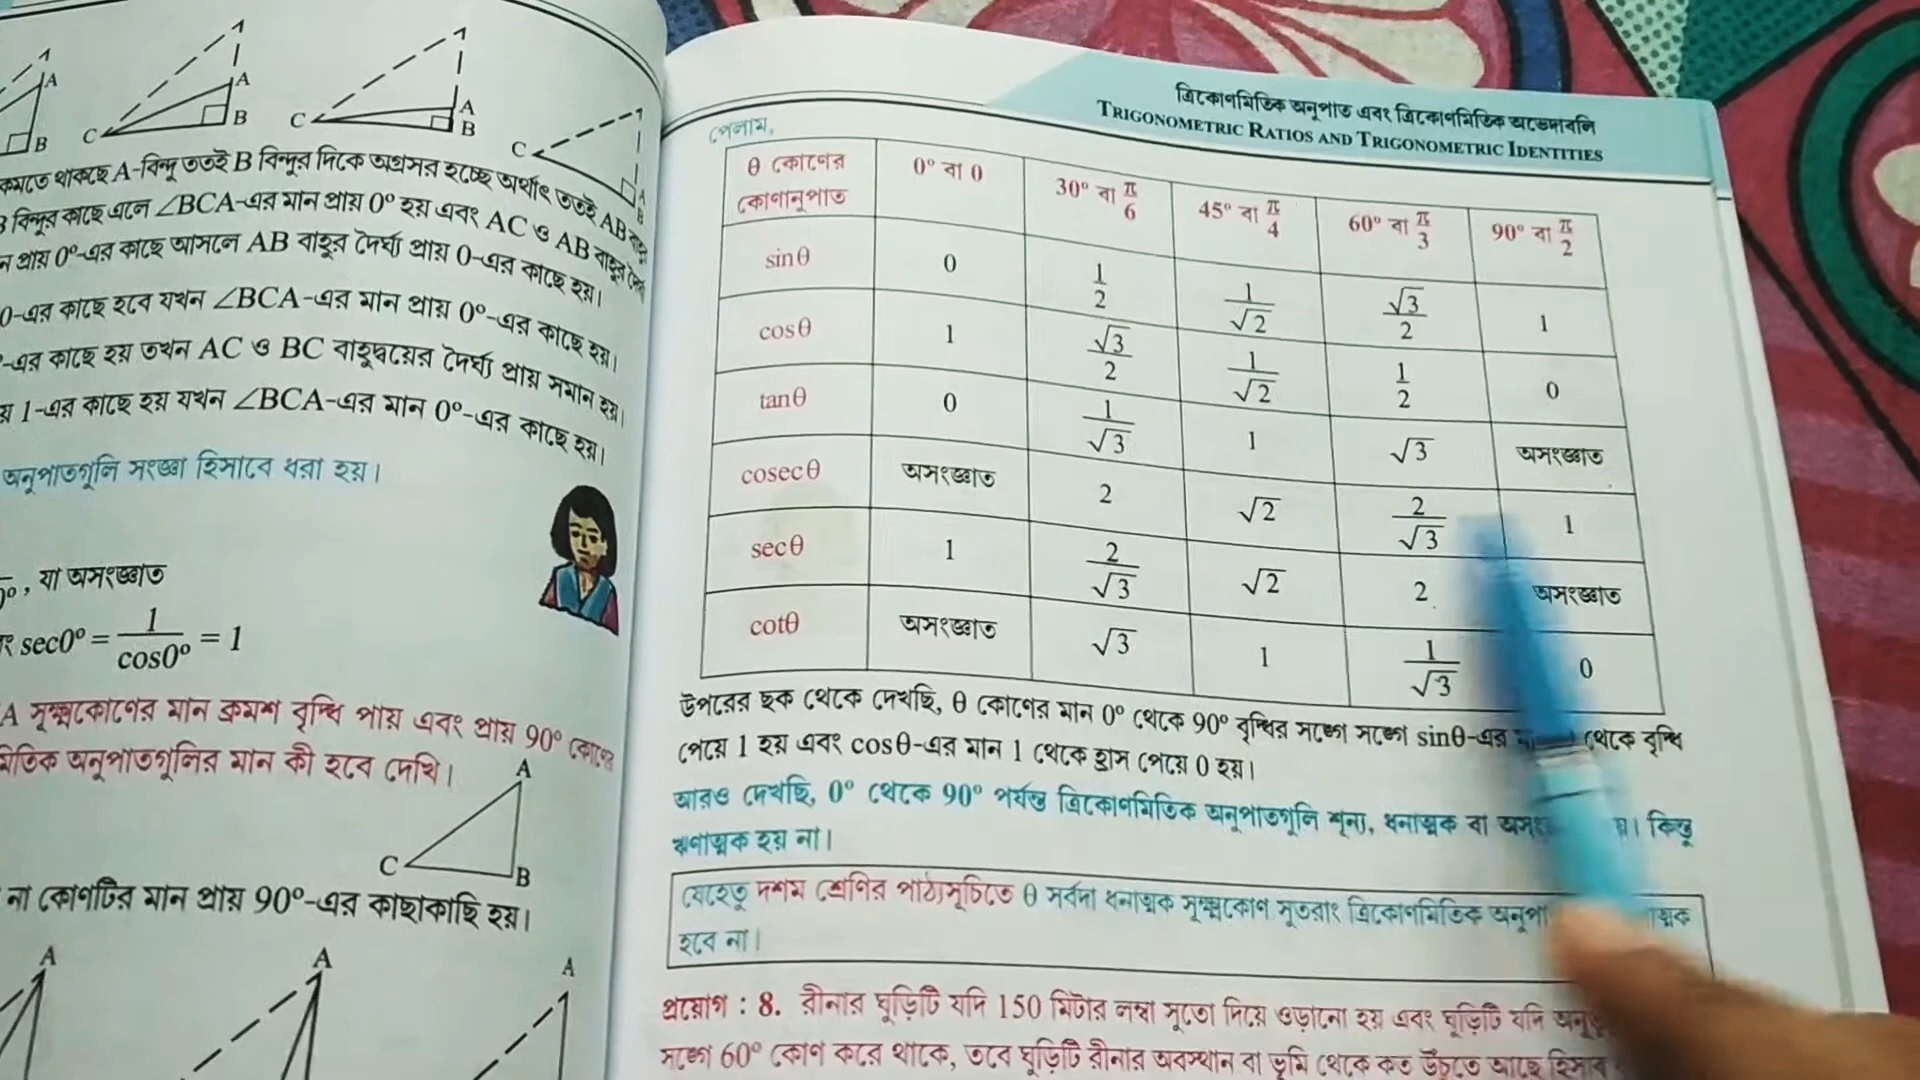 A
B
C
A
B
C
A
B
C
A
B
কমতে থাকছে A-বিন্দু ততই B বিন্দুর দিকে অগ্রসর হচ্ছে অর্থাৎ ততই AB
B বিন্দুর কাছে এলে ∠BCA-এর মান প্রায় 0° হয় এবং AC ও AB বাহুর
প্রায় 0°-এর কাছে আসলে AB বাহুর দৈর্ঘ্য প্রায় 0-এর কাছে হয়।
0-এর কাছে হবে যখন ∠BCA-এর মান প্রায় 0°-এর কাছে হয়।
-এর কাছে হয় তখন AC ও BC বাহুদ্বয়ের দৈর্ঘ্য প্রায় সমান হয়।
1-এর কাছে হয় যখন ∠BCA-এর মান 0°-এর কাছে হয়।
অনুপাতগুলি সংজ্ঞা হিসাবে ধরা হয়।
, যা অসংজ্ঞাত
sec0° = 1/cos0° = 1
A সূক্ষ্মকোণের মান ক্রমশ বৃদ্ধি পায় এবং প্রায় 90° কোণের
অনুপাতগুলির মান কী হবে দেখি।
A
C
B
না কোণটির মান প্রায় 90°-এর কাছাকাছি হয়।
A
A
A
ত্রিকোণমিতিক অনুপাত এবং ত্রিকোণমিতিক অভেদাবলি
TRIGONOMETRIC RATIOS AND TRIGONOMETRIC IDENTITIES
পেলাম,
θ কোণের কোণানুপাত 0° বা 0 30° বা π/6 45° বা π/4 60° বা π/3 90° বা π/2
sinθ 0 1/2 1/√2 √3/2 1
cosθ 1 √3/2 1/√2 1/2 0
tanθ 0 1/√3 1 √3 অসংজ্ঞাত
cosecθ অসংজ্ঞাত 2 √2 2/√3 1
secθ 1 2/√3 √2 2 অসংজ্ঞাত
cotθ অসংজ্ঞাত √3 1 1/√3 0
উপরের ছক থেকে দেখছি, θ কোণের মান 0° থেকে 90° বৃদ্ধির সঙ্গে সঙ্গে sinθ-এর থেকে বৃদ্ধি
পেয়ে 1 হয় এবং cosθ-এর মান 1 থেকে হ্রাস পেয়ে 0 হয়।
আরও দেখছি, 0° থেকে 90° পর্যন্ত ত্রিকোণমিতিক অনুপাতগুলি শূন্য, ধনাত্মক বা কিন্তু
ঋণাত্মক হয় না।
যেহেতু দশম শ্রেণির পাঠ্যসূচিতে θ সর্বদা ধনাত্মক সূক্ষ্মকোণ সুতরাং ত্রিকোণমিতিক
হবে না।
প্রয়োগ : 8. রীনার ঘুড়িটি যদি 150 মিটার লম্বা সুতো দিয়ে ওড়ানো হয় এবং ঘুড়িটি যদি
সঙ্গে 60° কোণ করে থাকে, তবে ঘুড়িটি রীনার অবস্থান বা ভূমি থেকে কত উঁচুতে আছে হিসাব